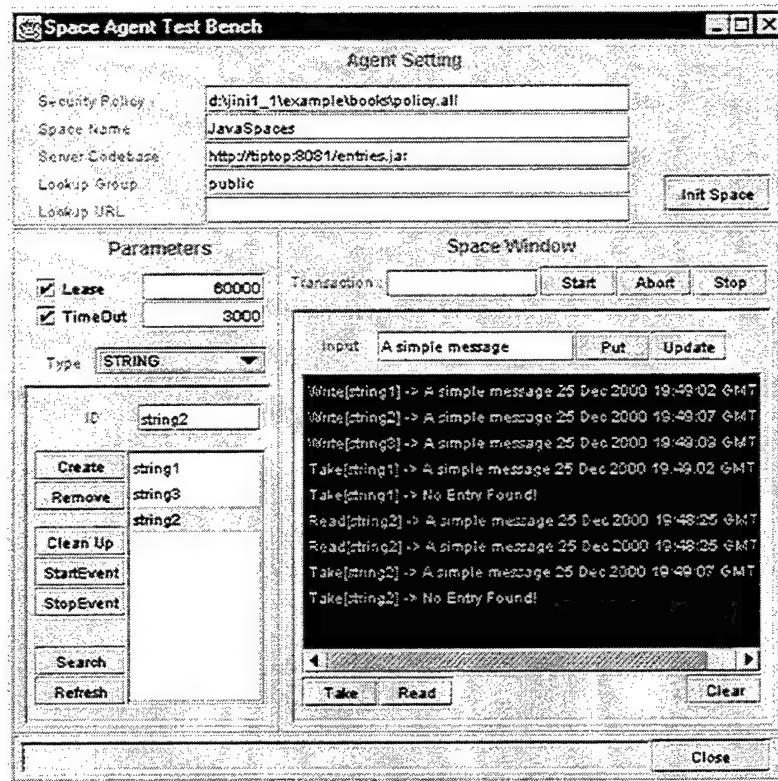 Space Agent Test Bench
Agent Setting
Security Policy d:\jini1_1\example\books\policy.all
Space Name JavaSpaces
Server Codebase http://tiptop:8081/entries.jar
Lookup Group public
Lookup URL
Init Space
Parameters
Lease 60000
TimeOut 3000
Type STRING
ID string2
Create
Remove
Clean Up
StartEvent
StopEvent
Search
Refresh
string1
string3
string2
Space Window
Transaction Start Abort Stop
Input A simple message Put Update
Write[string1] -> A simple message 25 Dec 2000 19:49:02 GMT
Write[string2] -> A simple message 25 Dec 2000 19:49:07 GMT
Write[string3] -> A simple message 25 Dec 2000 19:49:09 GMT
Take[string1] -> A simple message 25 Dec 2000 19:49:02 GMT
Take[string1] -> No Entry Found!
Read[string2] -> A simple message 25 Dec 2000 19:48:25 GMT
Read[string2] -> A simple message 25 Dec 2000 19:48:25 GMT
Take[string2] -> A simple message 25 Dec 2000 19:49:07 GMT
Take[string2] -> No Entry Found!
Take Read Clear
Close